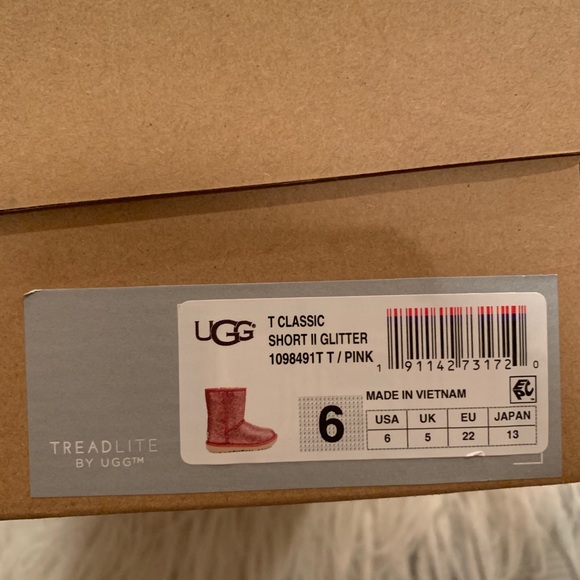 UGG®
T CLASSIC
SHORT II GLITTER
1098491T T / PINK
1 91142 73172 0
MADE IN VIETNAM
6
USA UK EU JAPAN
6 5 22 13
TREADLITE
BY UGG™